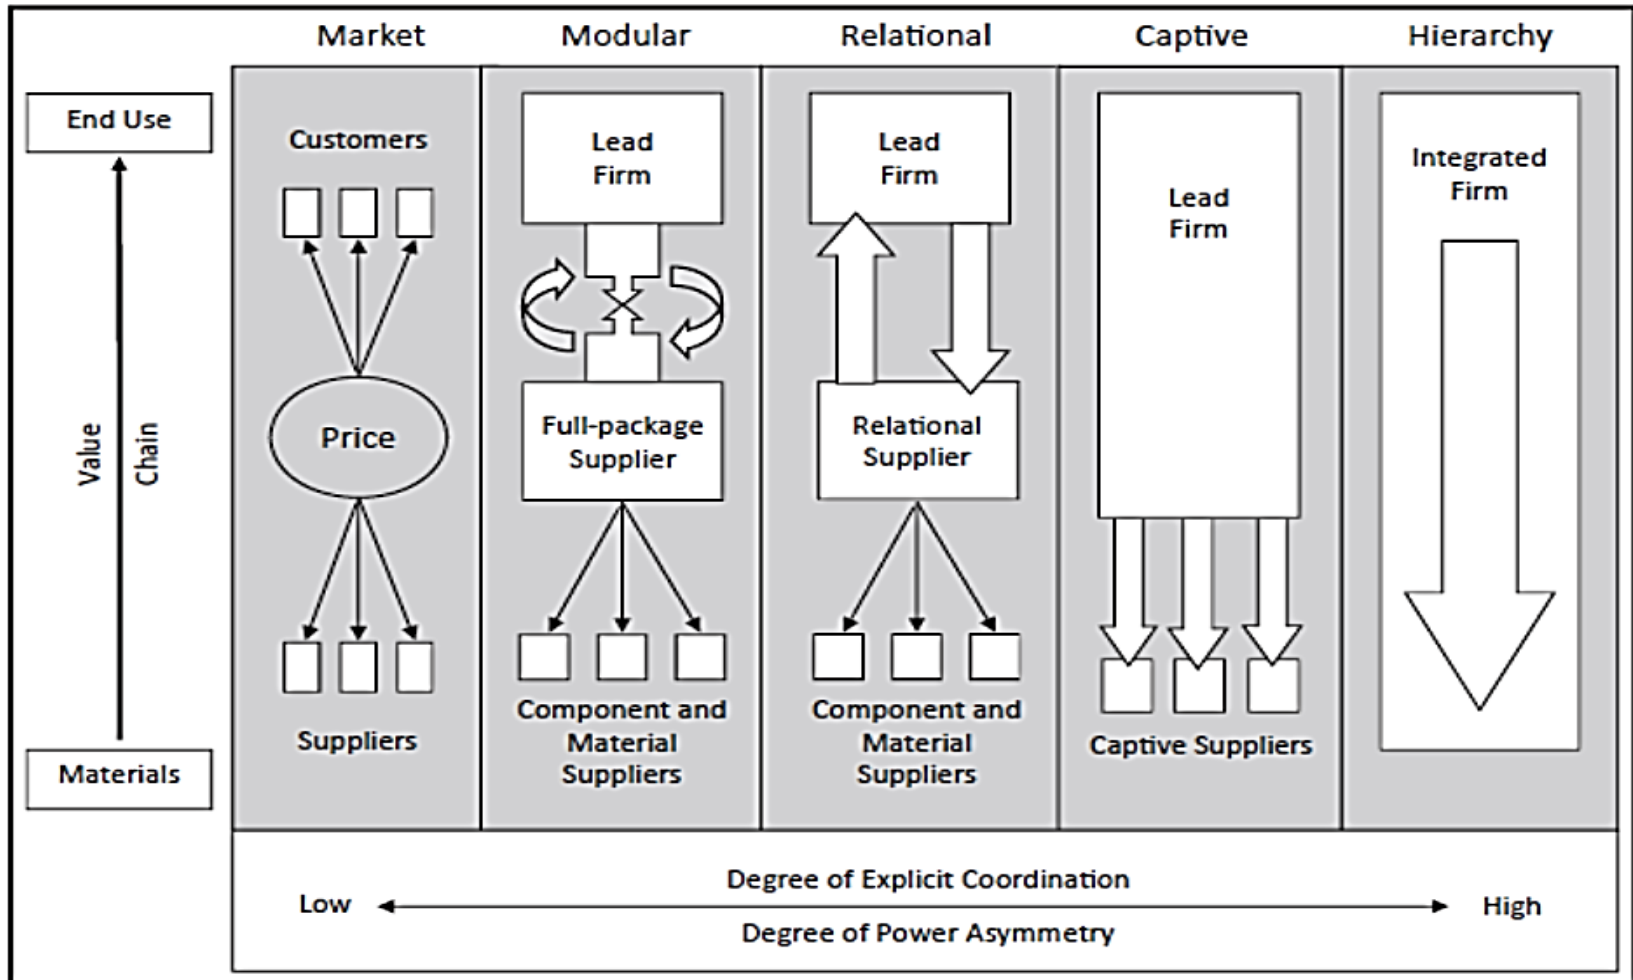 Market
Modular
Relational
Captive
Hierarchy
End Use
Value
Chain
Materials
Customers
Price
Suppliers
Lead
Firm
Full-package
Supplier
Component and
Material
Suppliers
Lead
Firm
Relational
Supplier
Component and
Material
Suppliers
Lead
Firm
Captive Suppliers
Integrated
Firm
Degree of Explicit Coordination
Low
High
Degree of Power Asymmetry